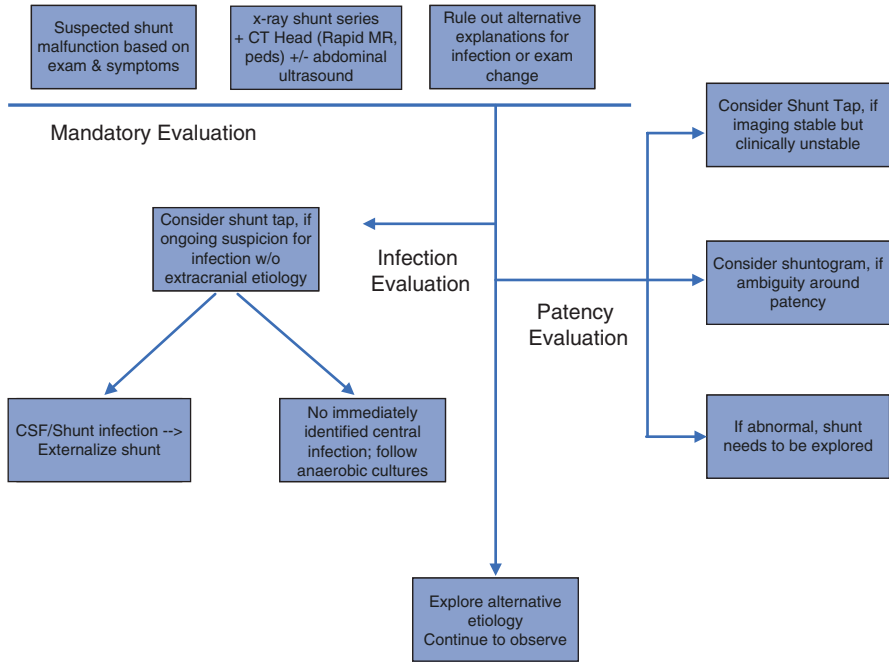 Suspected shunt
malfunction based on
exam & symptoms
x-ray shunt series
+ CT Head (Rapid MR,
peds) +/- abdominal
ultrasound
Rule out alternative
explanations for
infection or exam
change
Mandatory Evaluation
Consider Shunt Tap, if
imaging stable but
clinically unstable
Consider shunt tap, if
ongoing suspicion for
infection w/o
extracranial etiology
Infection
Evaluation
Consider shuntogram, if
ambiguity around
patency
Patency
Evaluation
CSF/Shunt infection -->
Externalize shunt
No immediately
identified central
infection; follow
anaerobic cultures
If abnormal, shunt
needs to be explored
Explore alternative
etiology
Continue to observe